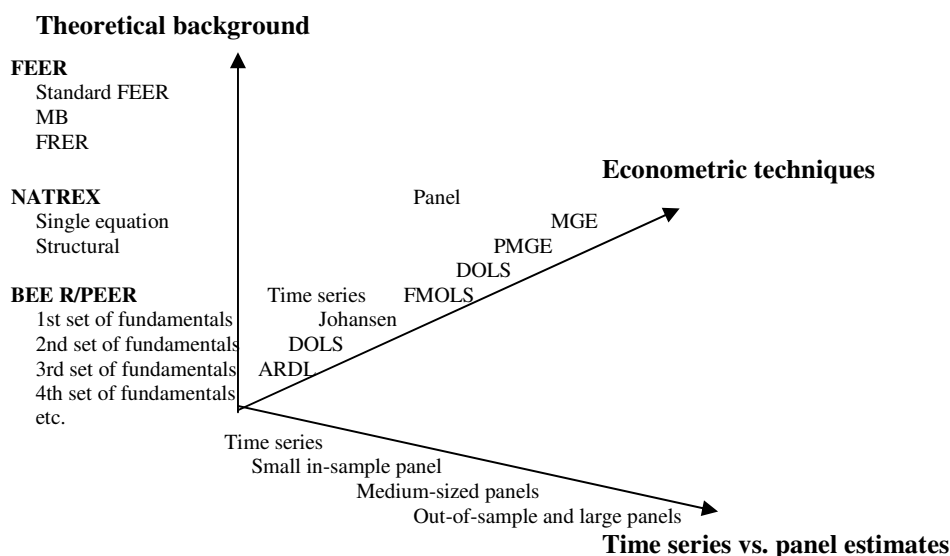 Theoretical background
FEER
Standard FEER
MB
FRER
NATREX
Single equation
Structural
BEE R/PEER
1st set of fundamentals
2nd set of fundamentals
3rd set of fundamentals
4th set of fundamentals
etc.
Econometric techniques
Panel
MGE
PMGE
DOLS
FMOLS
Time series
Johansen
DOLS
ARDL
Time series
Small in-sample panel
Medium-sized panels
Out-of-sample and large panels
Time series vs. panel estimates